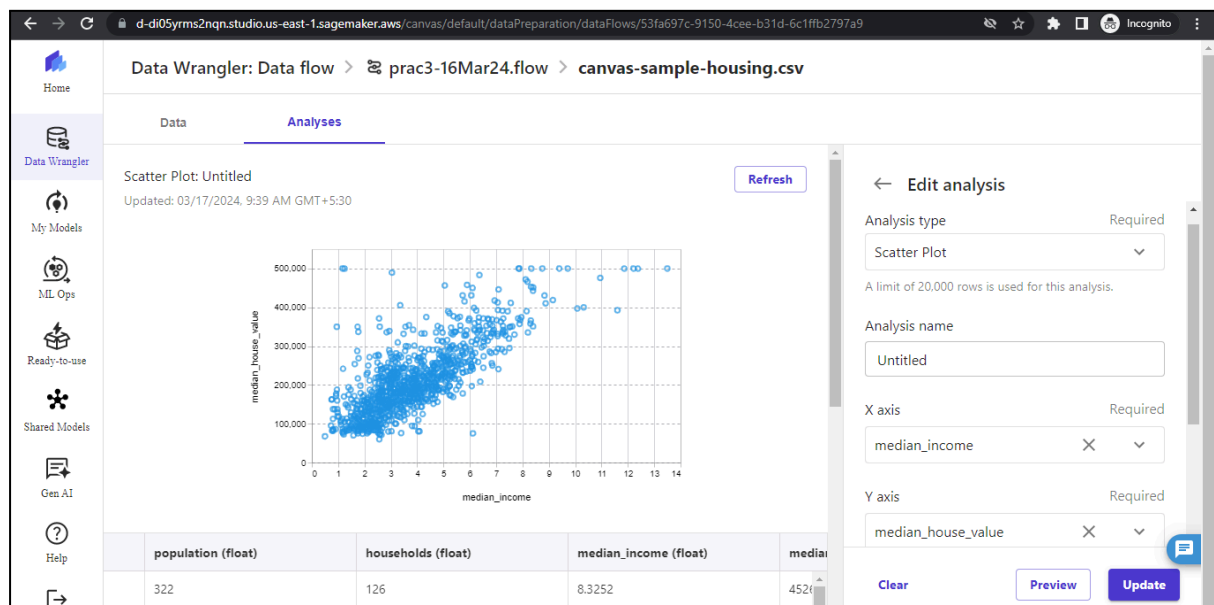 d-di05yrms2nqn.studio.us-east-1.sagemaker.aws/canvas/default/dataPreparation/dataFlows/53fa697c-9150-4cee-b31d-6c1ffb2797a9
Incognito
Home
Data Wrangler
My Models
ML Ops
Ready-to-use
Shared Models
Gen AI
Help
Data Wrangler: Data flow > prac3-16Mar24.flow > canvas-sample-housing.csv
Data Analyses
Scatter Plot: Untitled
Refresh
Updated: 03/17/2024, 9:39 AM GMT+5:30
500,000
400,000
300,000
200,000
100,000
0
median_house_value
0 1 2 3 4 5 6 7 8 9 10 11 12 13 14
median_income
population (float) households (float) median_income (float) median
322 126 8.3252 4526
Edit analysis
Analysis type Required
Scatter Plot
A limit of 20,000 rows is used for this analysis.
Analysis name
Untitled
X axis Required
median_income
Y axis Required
median_house_value
Clear Preview Update